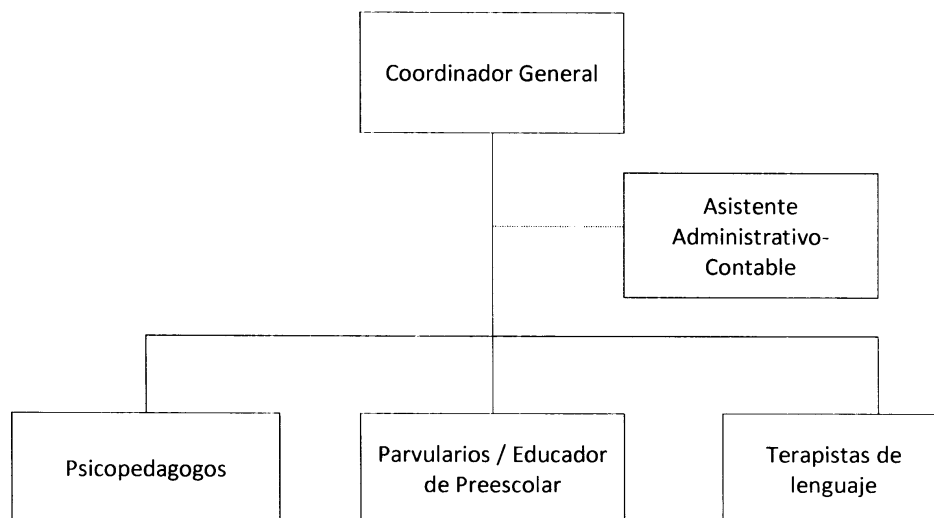 Coordinador General
Asistente
Administrativo-
Contable
Psicopedagogos
Parvularios / Educador
de Preescolar
Terapistas de
lenguaje